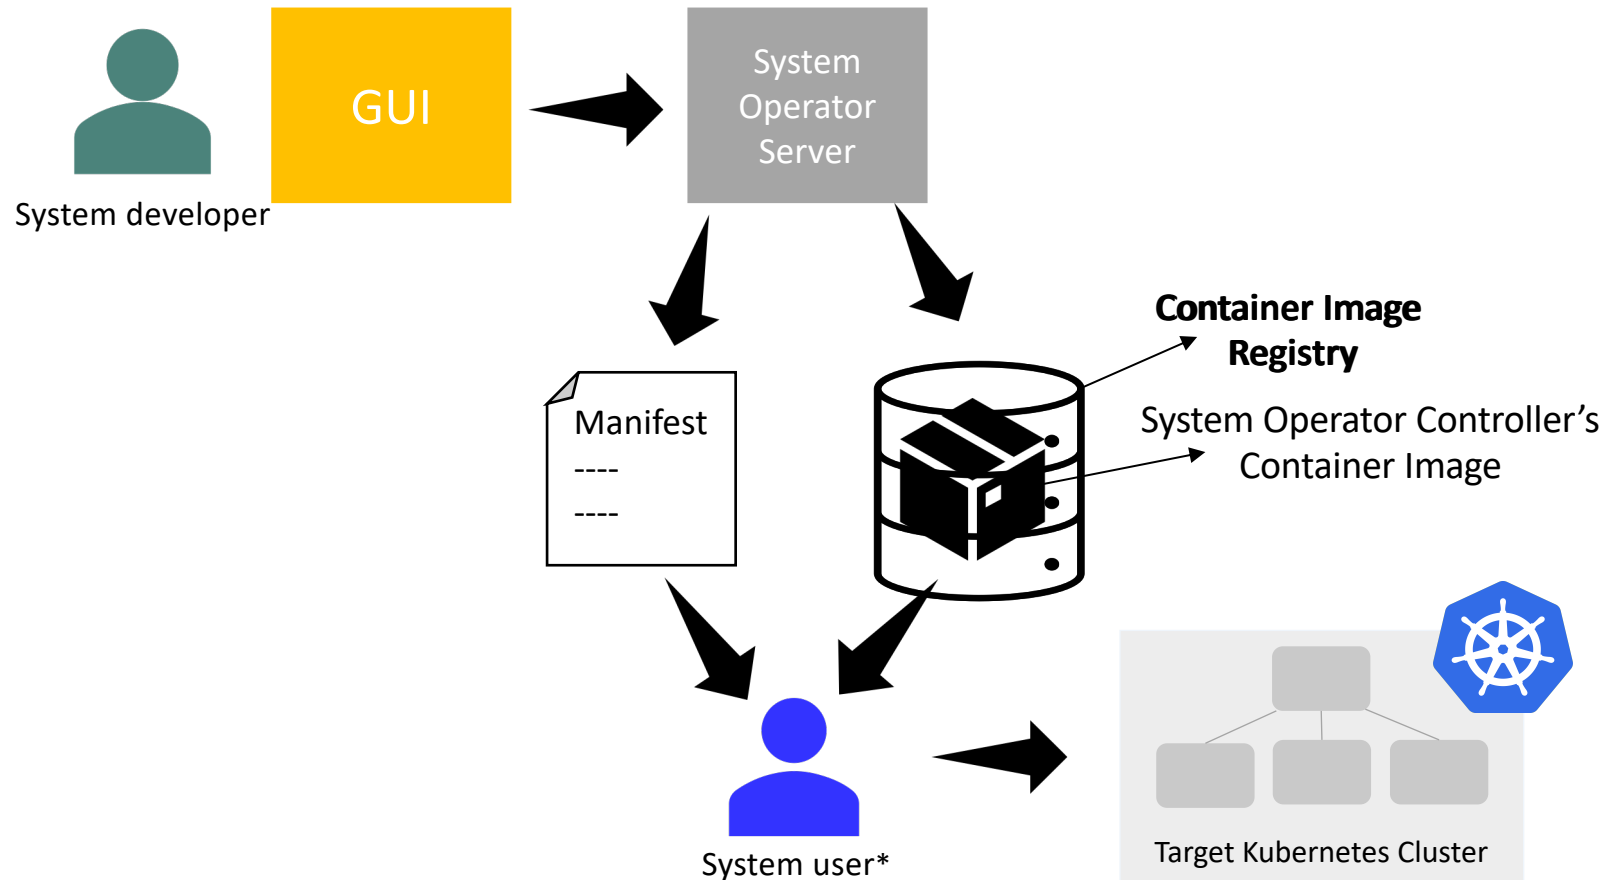 GUI
System
Operator
Server
System developer
Container Image
Registry
Manifest
----
----
System Operator Controller's
Container Image
System user*
Target Kubernetes Cluster